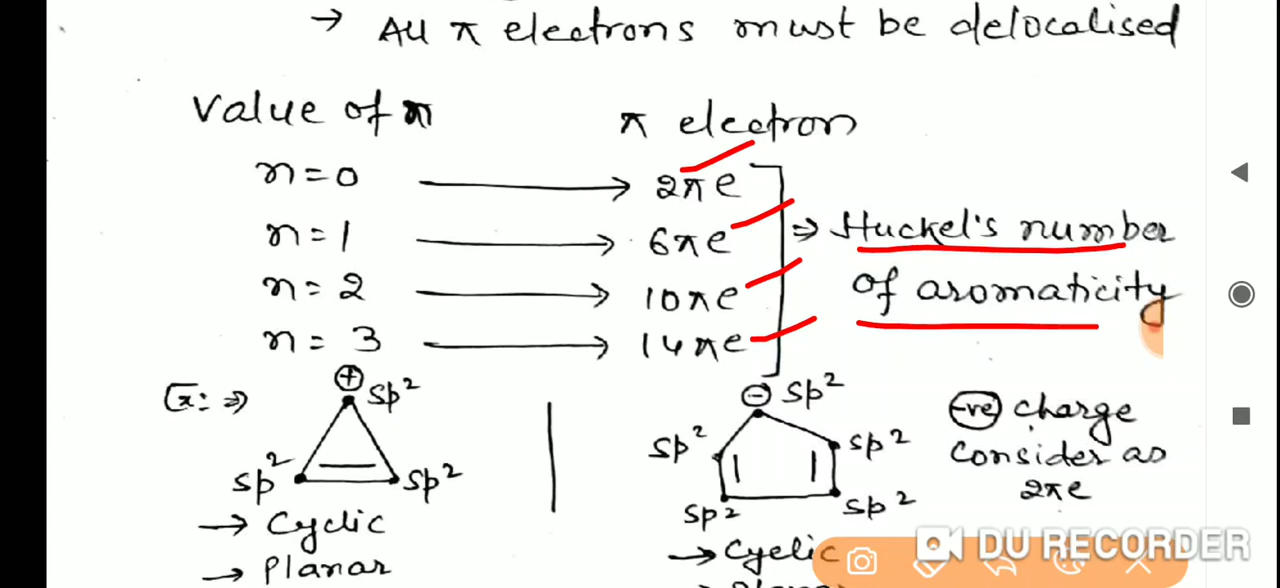 → All π electrons must be delocalised
Value of n
π electron
n=0 → 2πe
n=1 → 6πe
n=2 → 10πe
n=3 → 14πe
⇒ Huckel's number
of aromaticity
Ex: ⇒
⊕ sp²
sp² sp²
→ Cyclic
→ Planar
⊖ sp²
sp² sp²
sp² sp²
-ve charge
consider as
2πe
→ Cyclic
DU RECORDER